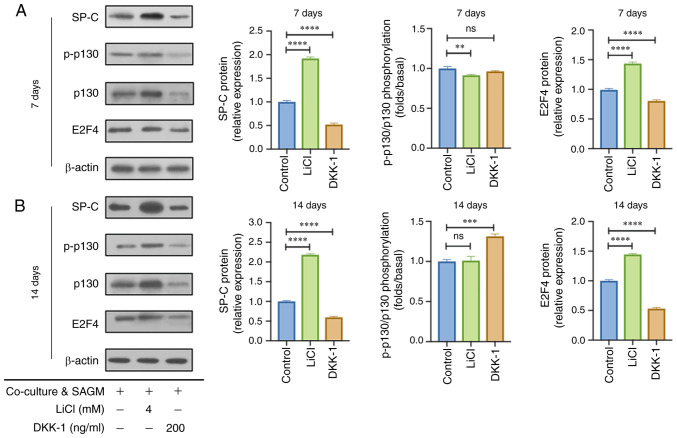 A
7 days
SP-C
p-p130
p130
E2F4
β-actin
7 days
SP-C protein
(relative expression)
2.5
2.0
1.5
1.0
0.5
0
****
****
Control
LiCl
DKK-1
7 days
p-p130/p130 phosphorylation
(folds/basal)
1.5
1.0
0.5
0.0
ns
**
Control
LiCl
DKK-1
7 days
E2F4 protein
(relative expression)
2.0
1.5
1.0
0.5
0
****
****
Control
LiCl
DKK-1
B
14 days
SP-C
p-p130
p130
E2F4
β-actin
14 days
SP-C protein
(relative expression)
3.0
2.5
2.0
1.5
1.0
0.5
0
****
****
Control
LiCl
DKK-1
14 days
p-p130/p130 phosphorylation
(folds/basal)
2.0
1.5
1.0
0.5
0
***
ns
Control
LiCl
DKK-1
14 days
E2F4 protein
(relative expression)
2.0
1.5
1.0
0.5
0
****
****
Control
LiCl
DKK-1
Co-culture & SAGM + + +
LiCl (mM) − 4 −
DKK-1 (ng/ml) − − 200